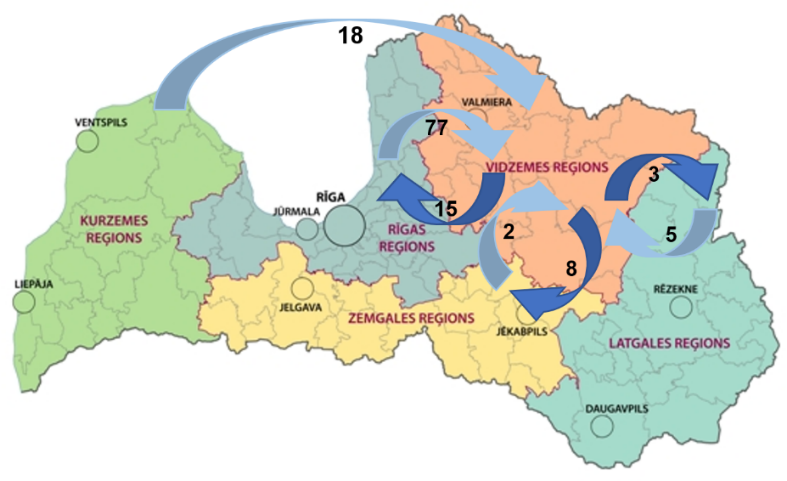 18
VALMIERA
VENTSPILS
77
VIDZEMES REĢIONS
3
RĪGA
JŪRMALA
15
KURZEMES
REĢIONS
RĪGAS
REĢIONS
2
5
8
LIEPĀJA
RĒZEKNE
JELGAVA
ZEMGALES REĢIONS
JĒKABPILS
LATGALES REĢIONS
DAUGAVPILS